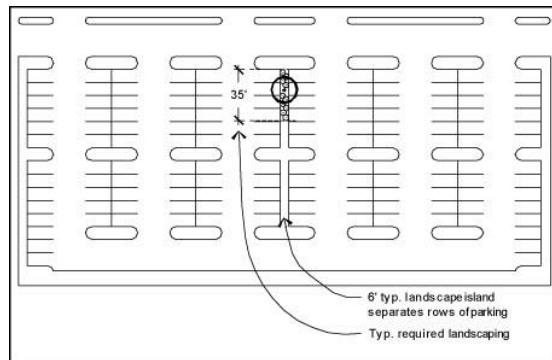 35'
6' typ. landscape island
separates rows of parking
Typ. required landscaping